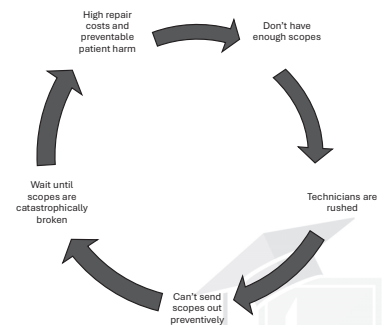 High repair
costs and
preventable
patient harm
Don’t have
enough scopes
Technicians are
rushed
Can’t send
scopes out
preventively
Wait until
scopes are
catastrophically
broken